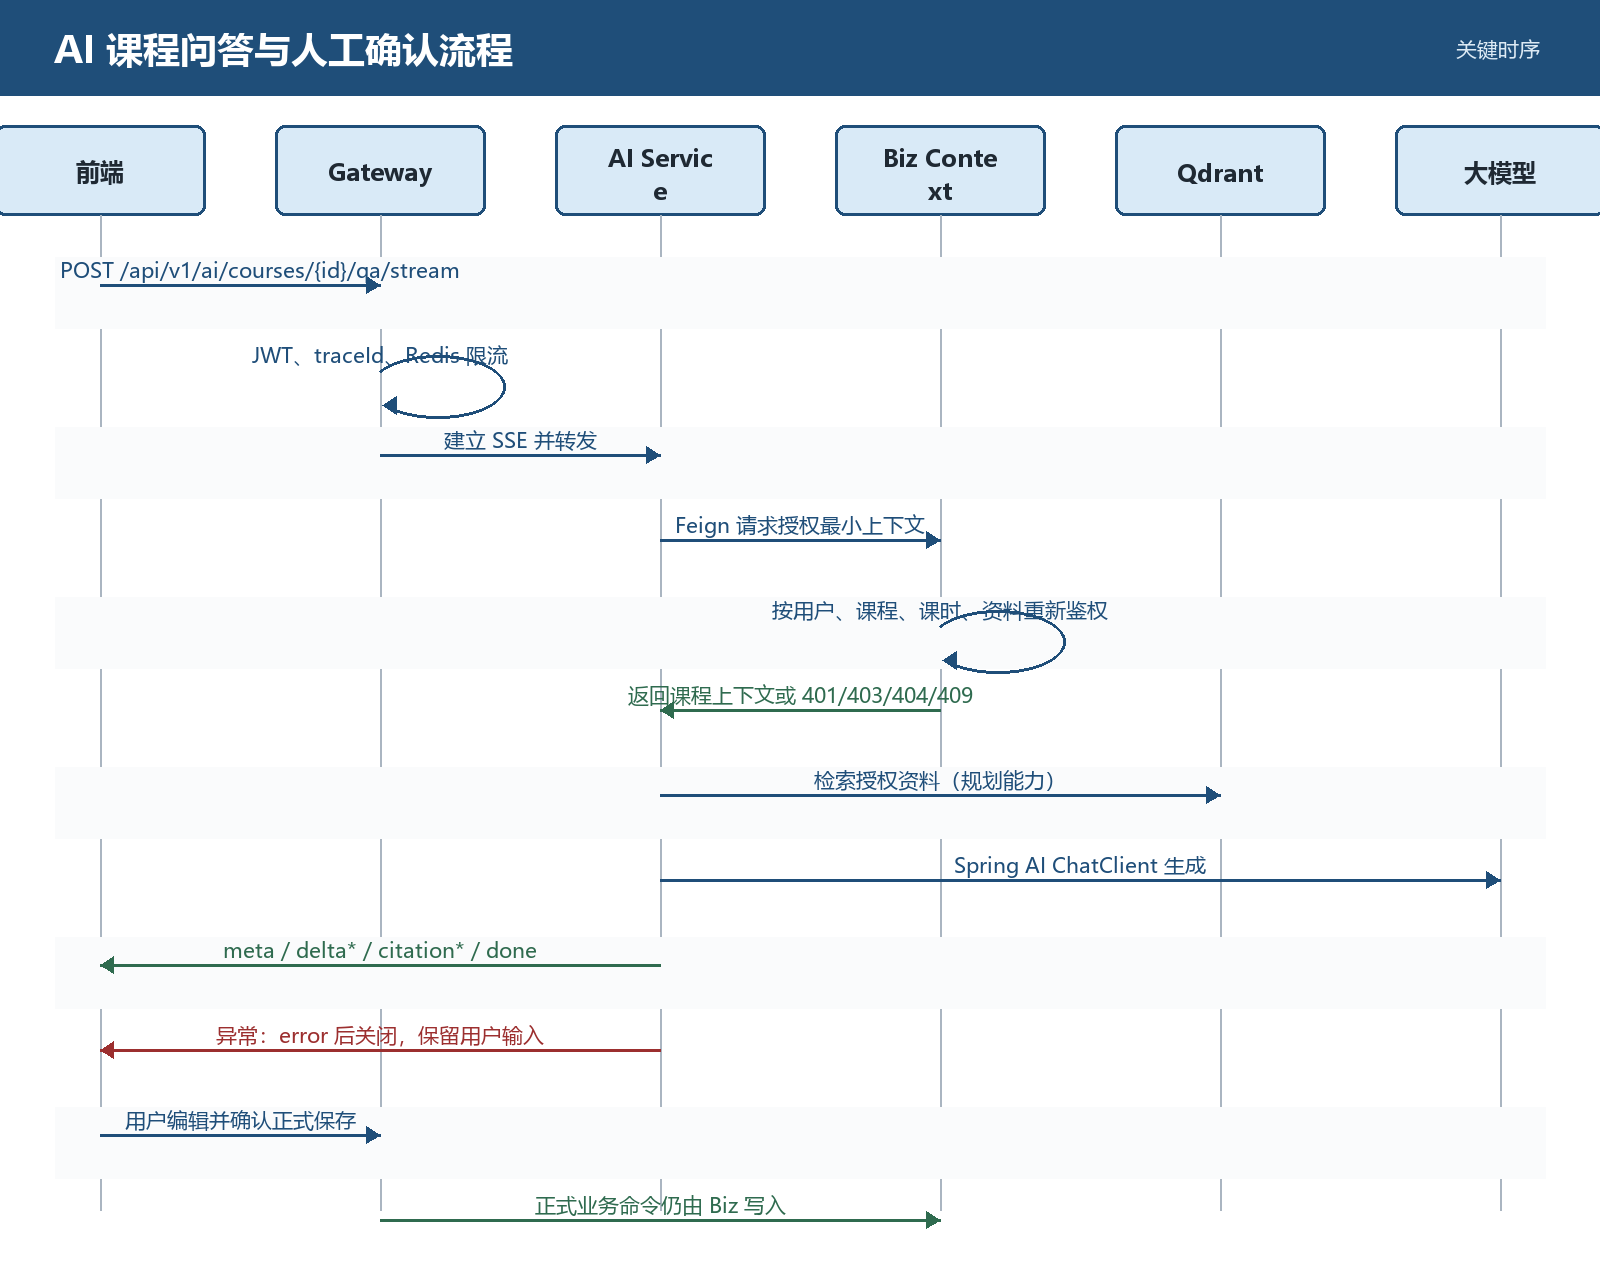 AI 课程问答与人工确认流程
关键时序
前端
Gateway
AI Servic
e
Biz Conte
xt
Qdrant
大模型
POST /api/v1/ai/courses/{id}/qa/stream
JWT、traceId、Redis 限流
建立 SSE 并转发
Feign 请求授权最小上下文
按用户、课程、课时、资料重新鉴权
返回课程上下文或 401/403/404/409
检索授权资料（规划能力）
Spring AI ChatClient 生成
meta / delta* / citation* / done
异常：error 后关闭，保留用户输入
用户编辑并确认正式保存
正式业务命令仍由 Biz 写入